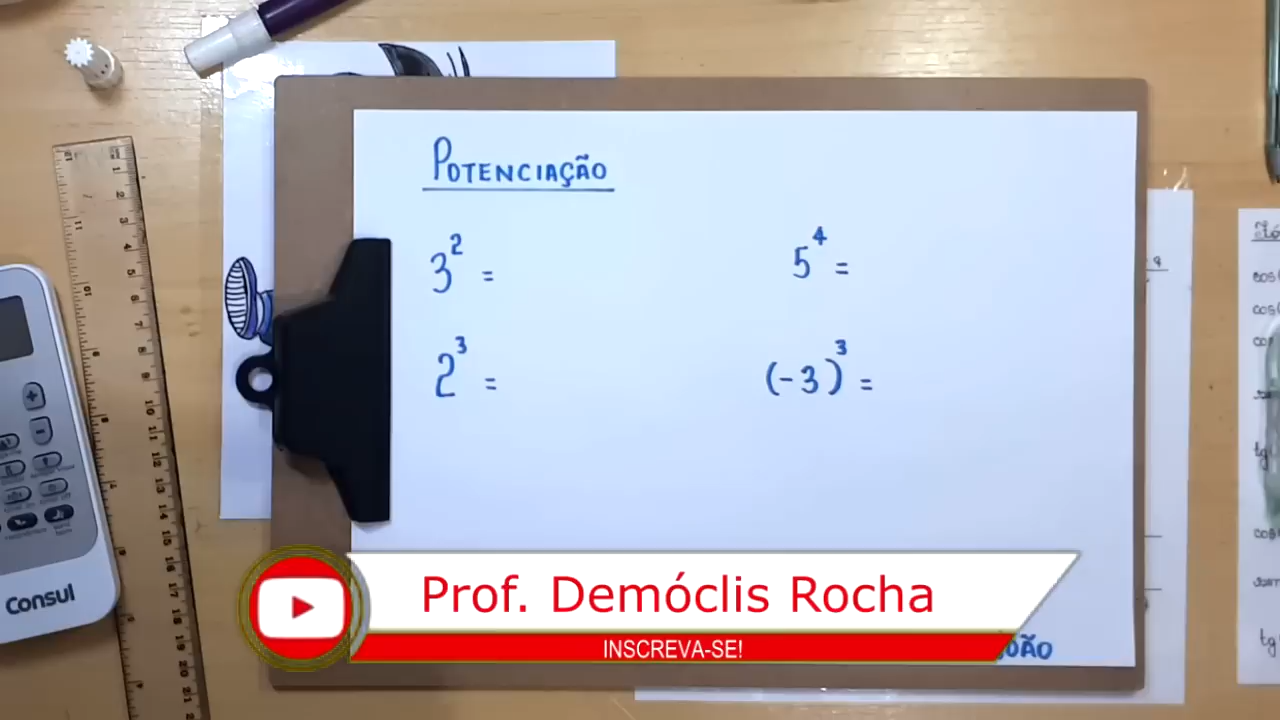 POTENCIAÇÃO
3² =
5⁴ =
2³ =
(-3)³ =
Prof. Demóclis Rocha
INSCREVA-SE!
Consul